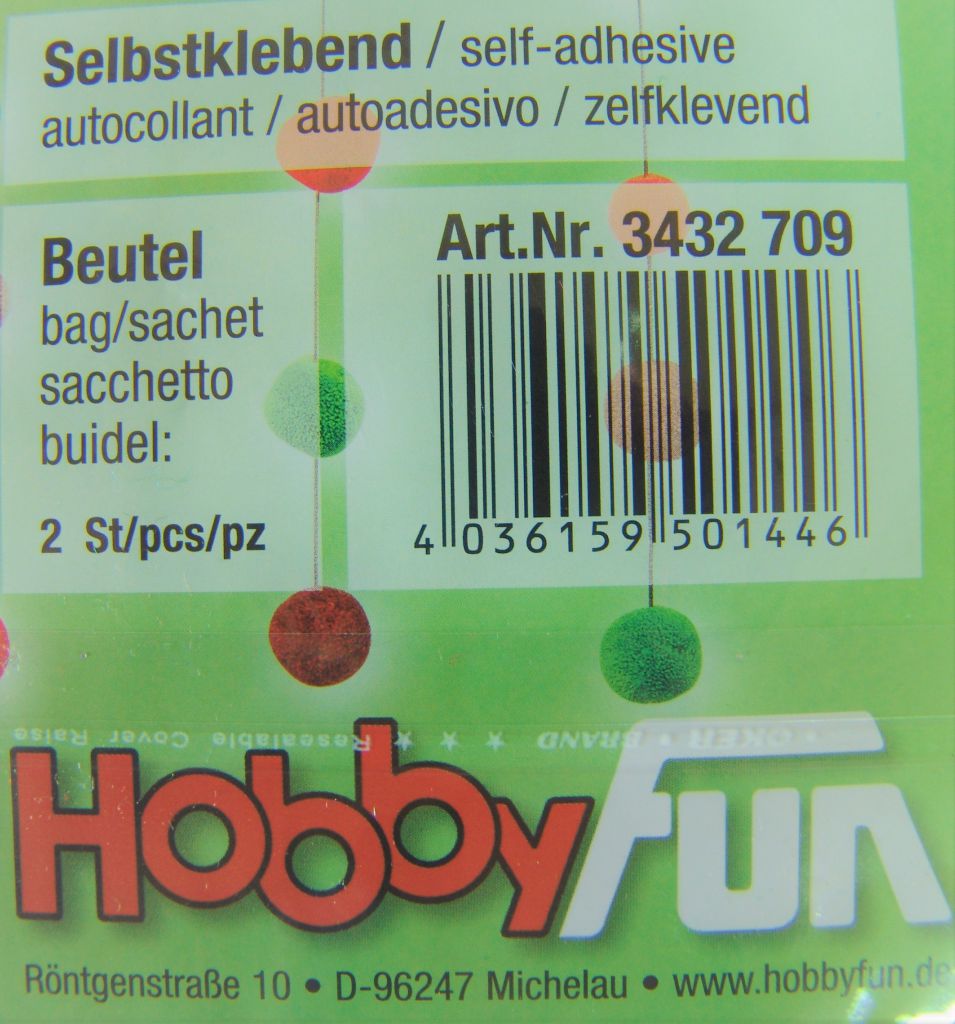 Selbstklebend / self-adhesive
autocollant / autoadesivo / zelfklevend
Beutel
bag/sachet
sacchetto
buidel:
2 St/pcs/pz
Art.Nr. 3432 709
4 036159 501446
OKER • BRAND ★ ★ ★ Resealable Cover Raise
Hobbyfun
Röntgenstraße 10 • D-96247 Michelau • www.hobbyfun.de